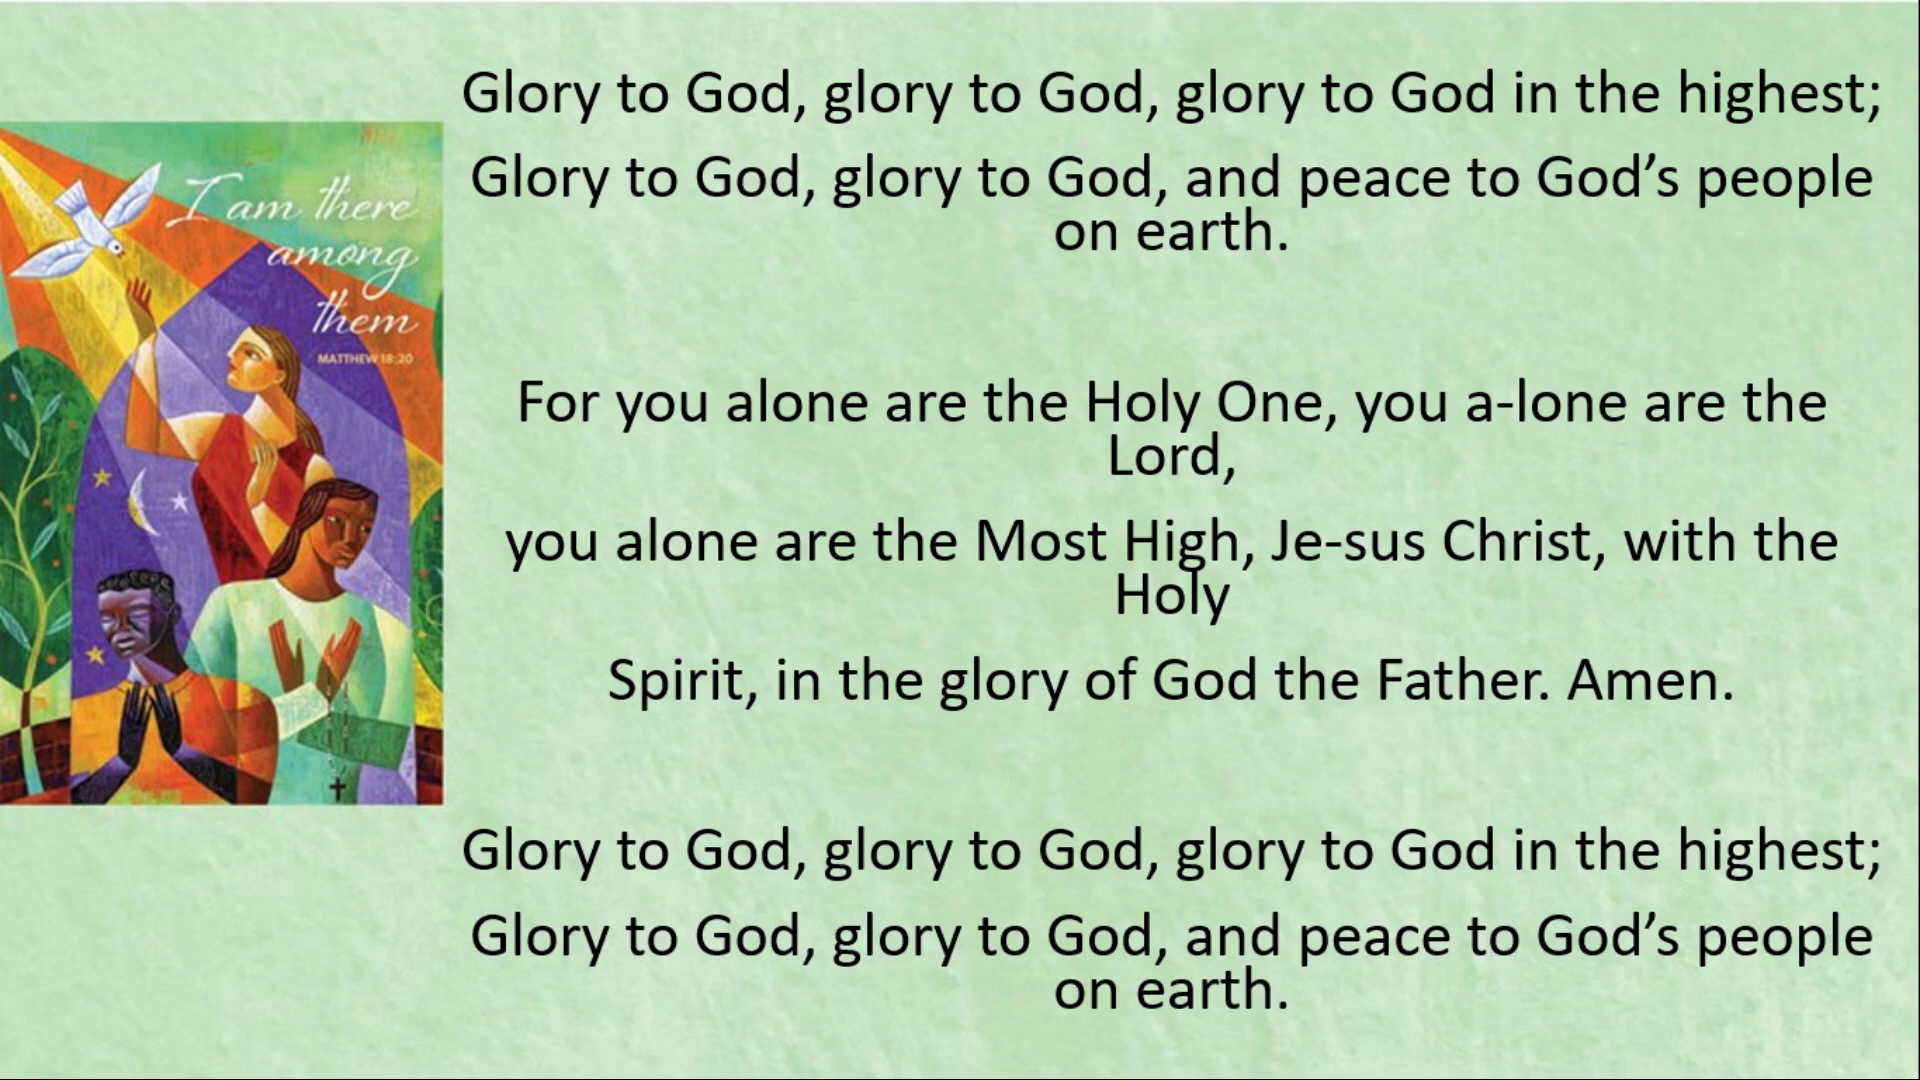 I am there
among
them
MATTHEW 18:20
Glory to God, glory to God, glory to God in the highest;
Glory to God, glory to God, and peace to God’s people
on earth.
For you alone are the Holy One, you a-lone are the
Lord,
you alone are the Most High, Je-sus Christ, with the
Holy
Spirit, in the glory of God the Father. Amen.
Glory to God, glory to God, glory to God in the highest;
Glory to God, glory to God, and peace to God’s people
on earth.